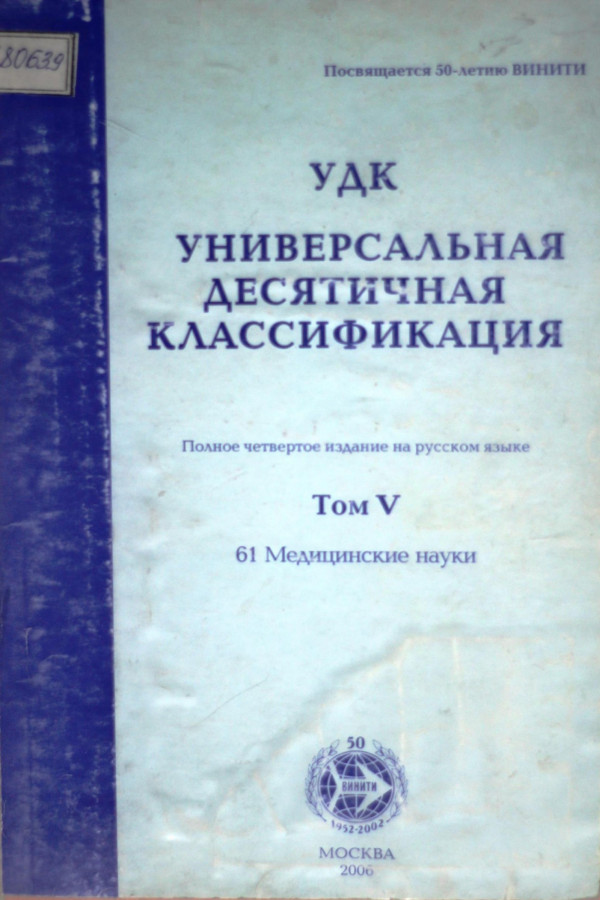 80639
Посвящается 50-летию ВИНИТИ
УДК
УНИВЕРСАЛЬНАЯ
ДЕСЯТИЧНАЯ
КЛАССИФИКАЦИЯ
Полное четвертое издание на русском языке
Том V
61 Медицинские науки
50
ВИНИТИ
1952-2002
МОСКВА
2006